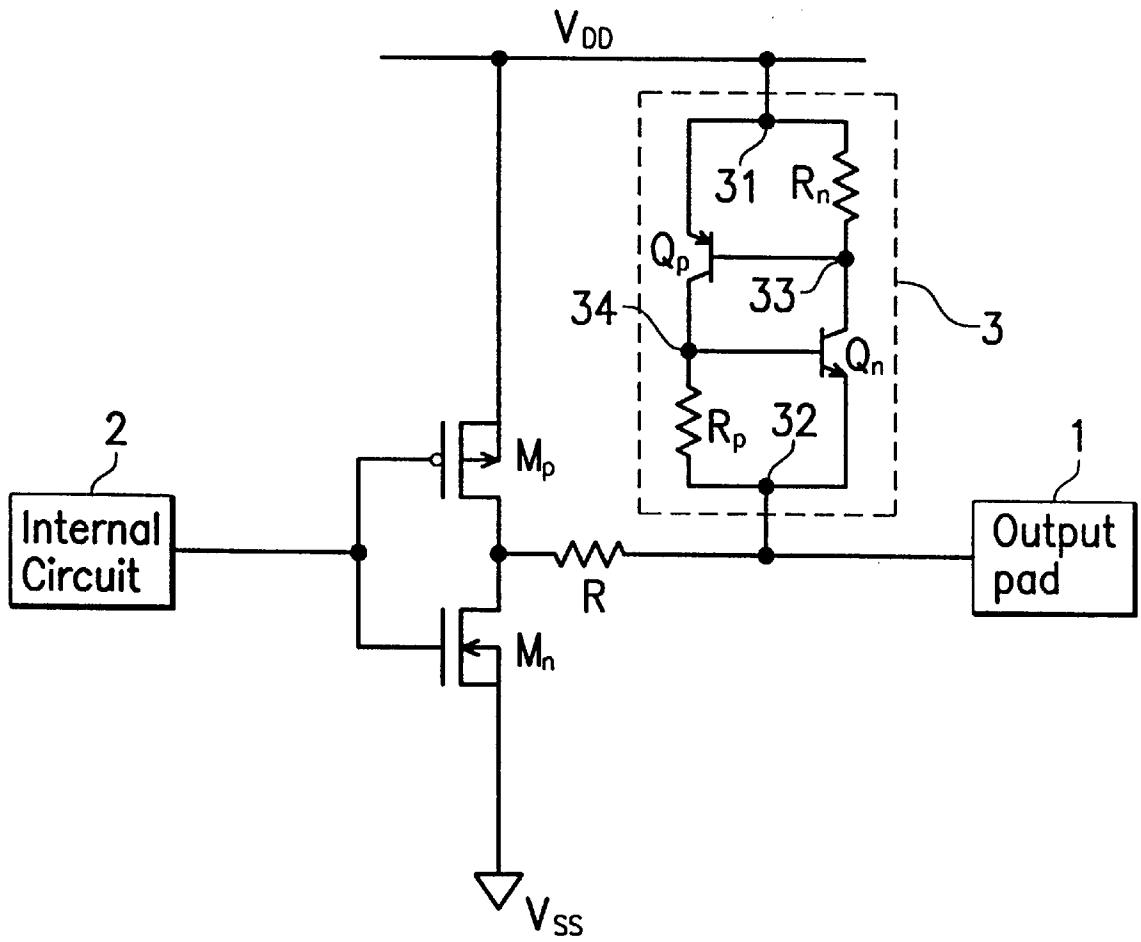 V_DD
31
R_n
Q_p
33
34
3
Q_n
R_p
32
2
M_p
1
Internal
Circuit
Output
pad
R
M_n
V_SS